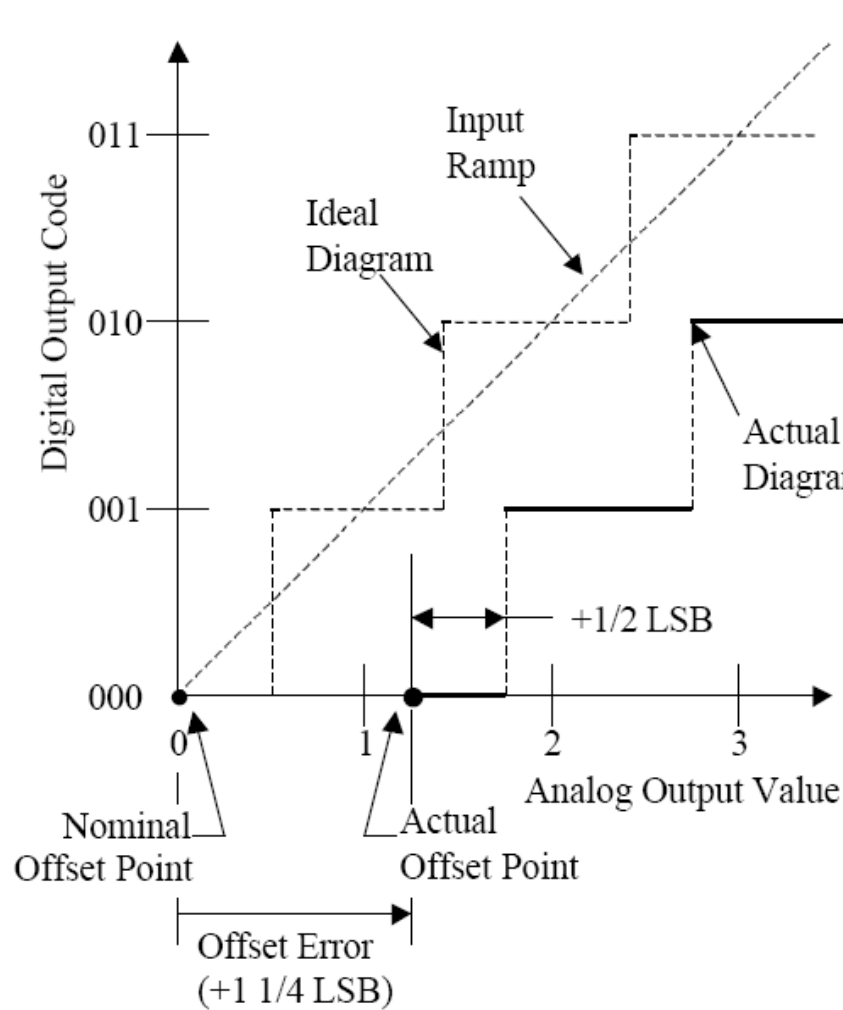 011
Input
Ramp
Ideal
Diagram
Digital Output Code
010
Actual
Diagra
001
+1/2 LSB
000
0
1
2
3
Analog Output Value
Nominal
Offset Point
Actual
Offset Point
Offset Error
(+1 1/4 LSB)